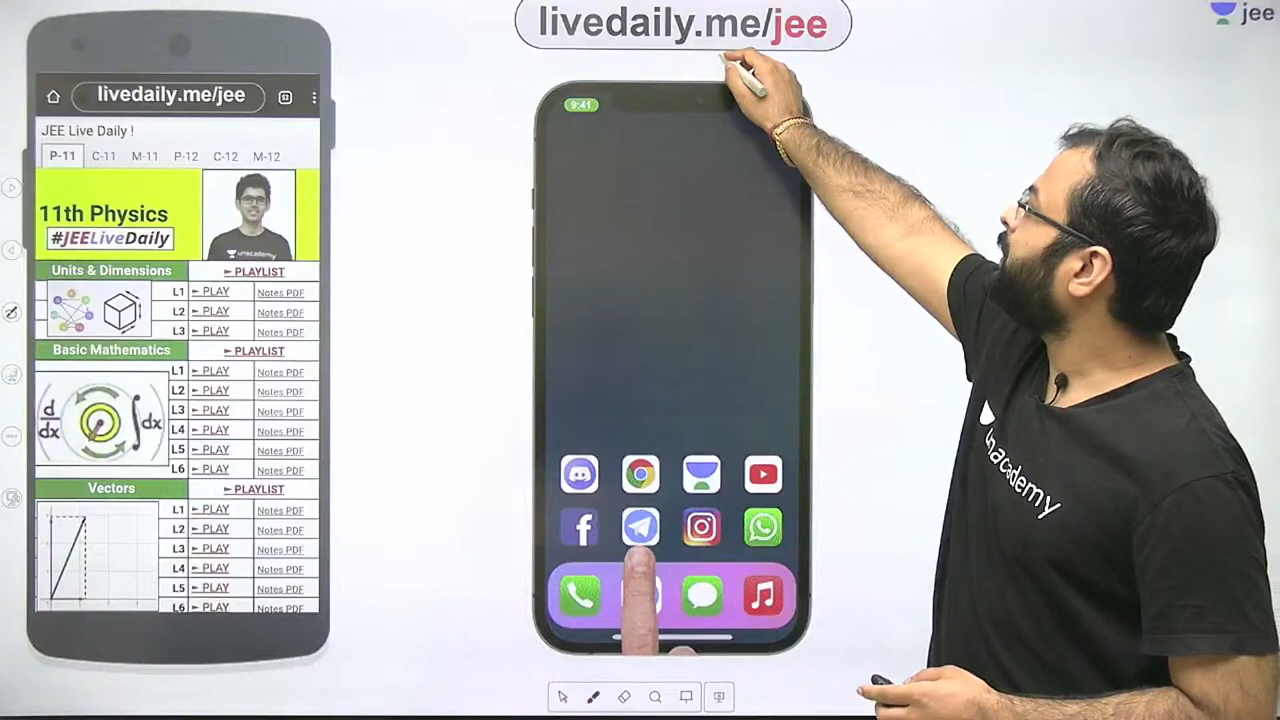 livedaily.me/jee
jee
livedaily.me/jee
52
JEE Live Daily !
P-11 C-11 M-11 P-12 C-12 M-12
11th Physics
#JEELiveDaily
unacademy
Units & Dimensions ► PLAYLIST
L1 ► PLAY Notes PDF
L2 ► PLAY Notes PDF
L3 ► PLAY Notes PDF
Basic Mathematics ► PLAYLIST
d/dx ∫dx
L1 ► PLAY Notes PDF
L2 ► PLAY Notes PDF
L3 ► PLAY Notes PDF
L4 ► PLAY Notes PDF
L5 ► PLAY Notes PDF
L6 ► PLAY Notes PDF
Vectors ► PLAYLIST
L1 ► PLAY Notes PDF
L2 ► PLAY Notes PDF
L3 ► PLAY Notes PDF
L4 ► PLAY Notes PDF
L5 ► PLAY Notes PDF
L6 ► PLAY Notes PDF
9:41
unacademy